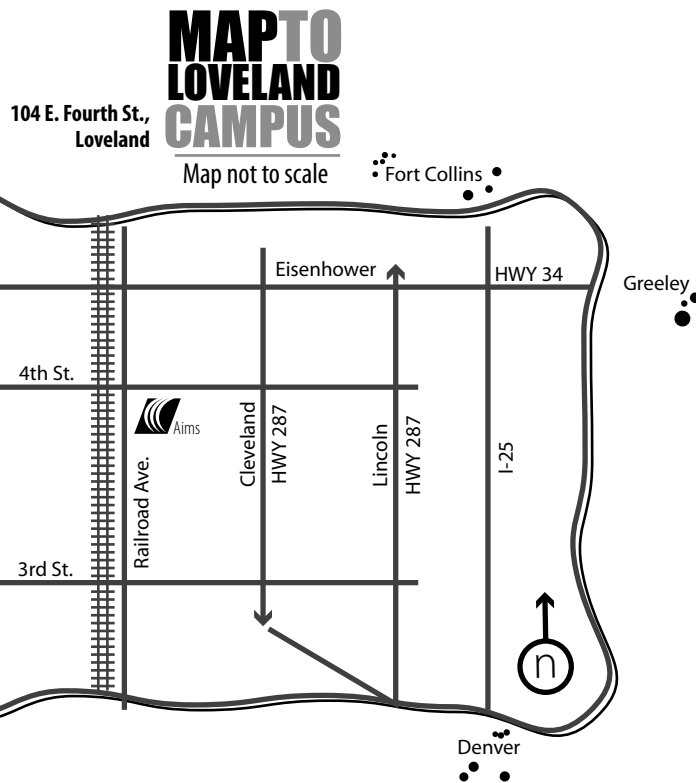 MAPTO
LOVELAND
CAMPUS
104 E. Fourth St.,
Loveland
Map not to scale
Fort Collins
Eisenhower
HWY 34
Greeley
4th St.
Aims
Cleveland
HWY 287
Lincoln
HWY 287
I-25
Railroad Ave.
3rd St.
n
Denver